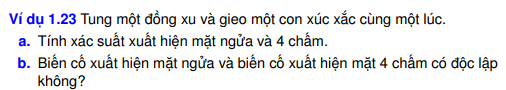 Ví dụ 1.23 Tung một đồng xu và gieo một con xúc xắc cùng một lúc.
a. Tính xác suất xuất hiện mặt ngửa và 4 chấm.
b. Biến cố xuất hiện mặt ngửa và biến cố xuất hiện mặt 4 chấm có độc lập
không?